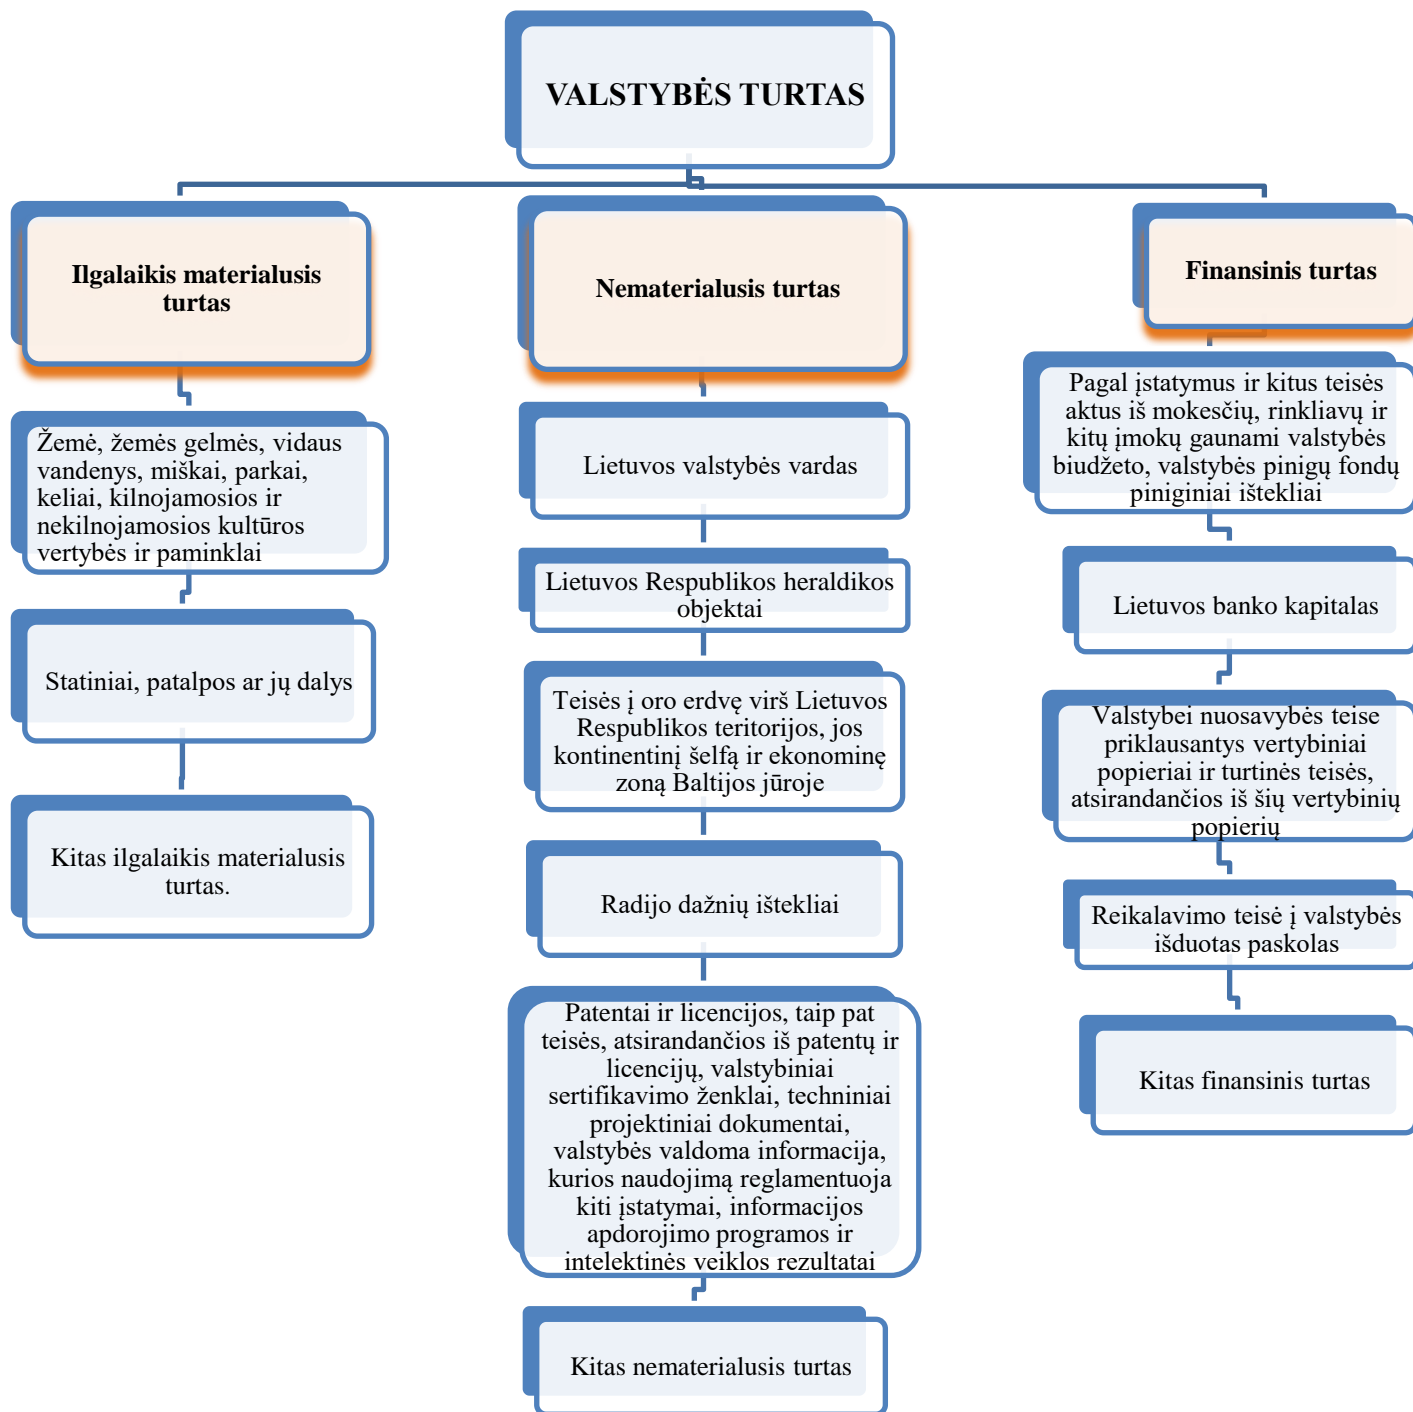 VALSTYBĖS TURTAS
Ilgalaikis materialusis
turtas
Žemė, žemės gelmės, vidaus
vandenys, miškai, parkai,
keliai, kilnojamosios ir
nekilnojamosios kultūros
vertybės ir paminklai
Statiniai, patalpos ar jų dalys
Kitas ilgalaikis materialusis
turtas.
Nematerialusis turtas
Lietuvos valstybės vardas
Lietuvos Respublikos heraldikos
objektai
Teisės į oro erdvę virš Lietuvos
Respublikos teritorijos, jos
kontinentinį šelfą ir ekonominę
zoną Baltijos jūroje
Radijo dažnių ištekliai
Patentai ir licencijos, taip pat
teisės, atsirandančios iš patentų ir
licencijų, valstybiniai
sertifikavimo ženklai, techniniai
projektiniai dokumentai,
valstybės valdoma informacija,
kurios naudojimą reglamentuoja
kiti įstatymai, informacijos
apdorojimo programos ir
intelektinės veiklos rezultatai
Kitas nematerialusis turtas
Finansinis turtas
Pagal įstatymus ir kitus teisės
aktus iš mokesčių, rinkliavų ir
kitų įmokų gaunami valstybės
biudžeto, valstybės pinigų fondų
piniginiai ištekliai
Lietuvos banko kapitalas
Valstybei nuosavybės teise
priklausantys vertybiniai
popieriai ir turtinės teisės,
atsirandančios iš šių vertybinių
popierių
Reikalavimo teisė į valstybės
išduotas paskolas
Kitas finansinis turtas